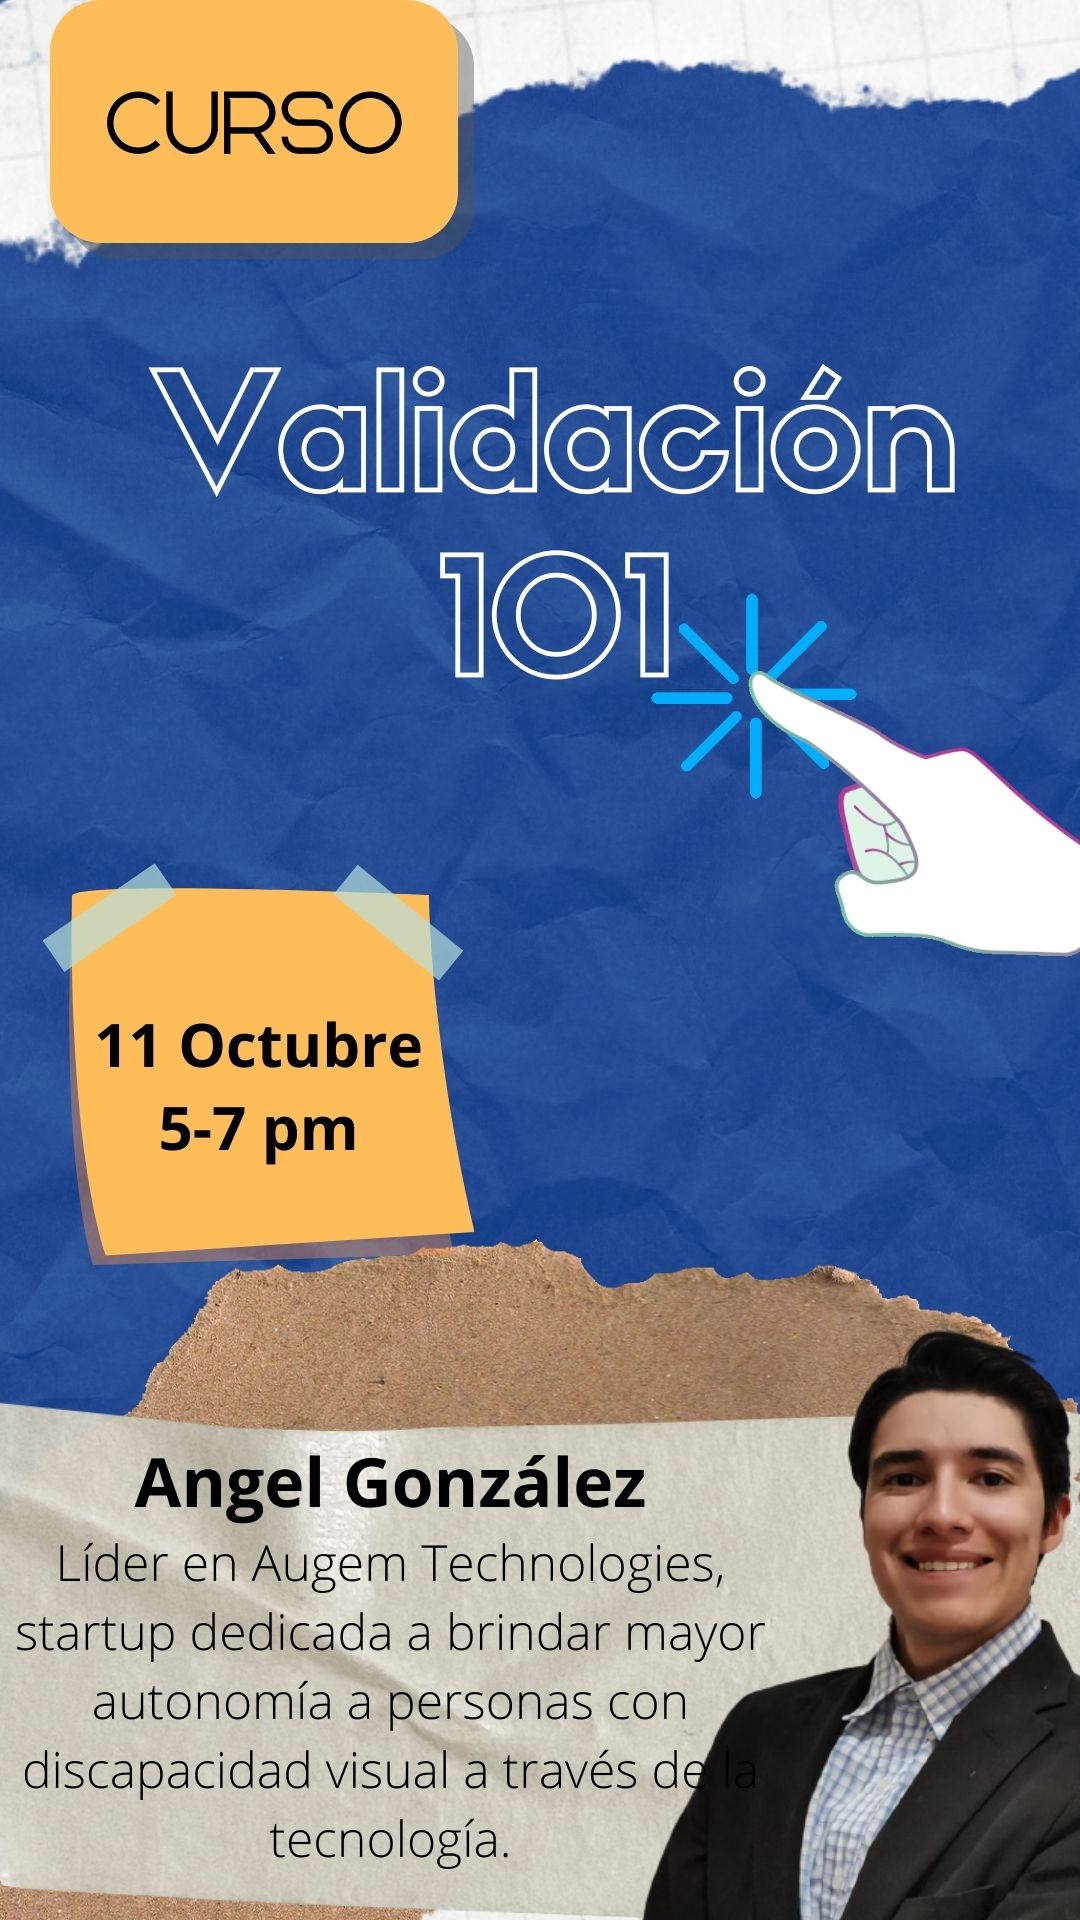 CURSO
Validación
101
11 Octubre
5-7 pm
Angel González
Líder en Augem Technologies,
startup dedicada a brindar mayor
autonomía a personas con
discapacidad visual a través de la
tecnología.